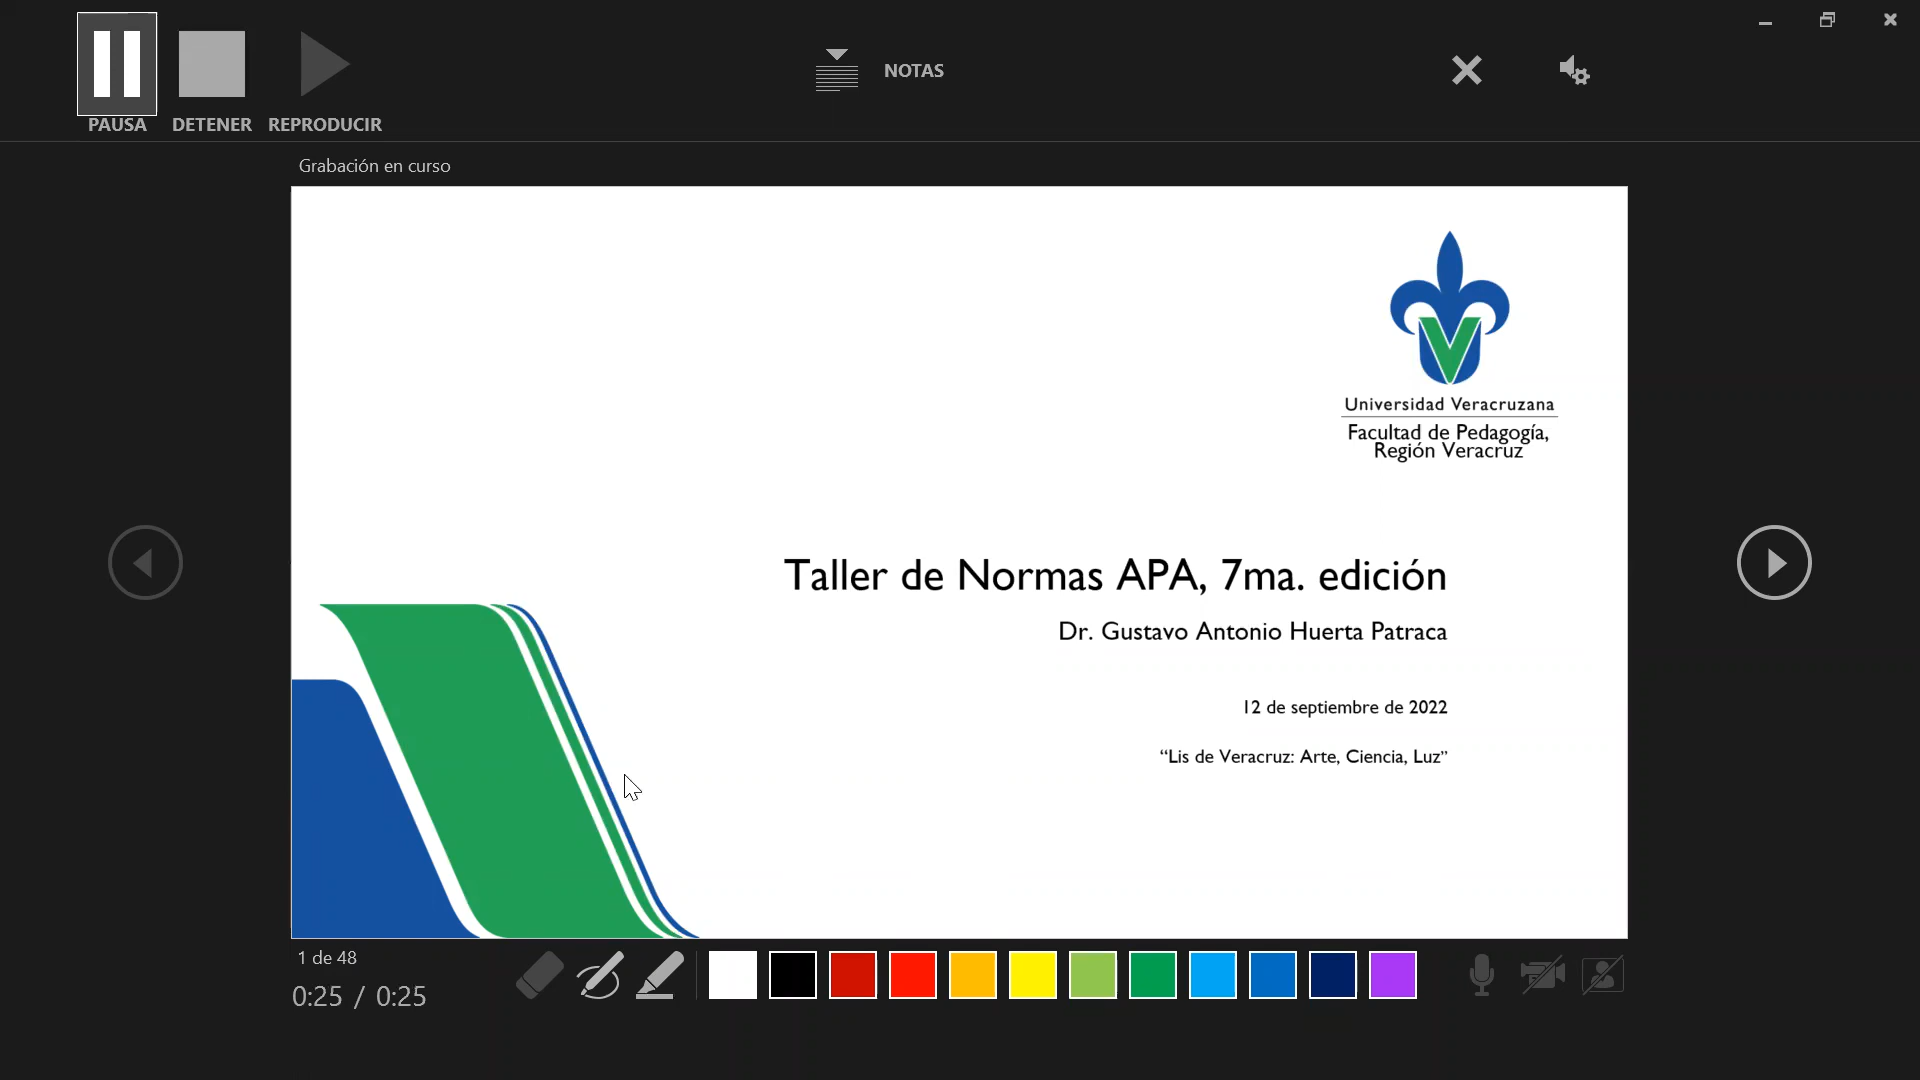 PAUSA
DETENER
REPRODUCIR
NOTAS
Grabación en curso
Universidad Veracruzana
Facultad de Pedagogía,
Región Veracruz
Taller de Normas APA, 7ma. edición
Dr. Gustavo Antonio Huerta Patraca
12 de septiembre de 2022
“Lis de Veracruz: Arte, Ciencia, Luz”
1 de 48
0:25 / 0:25